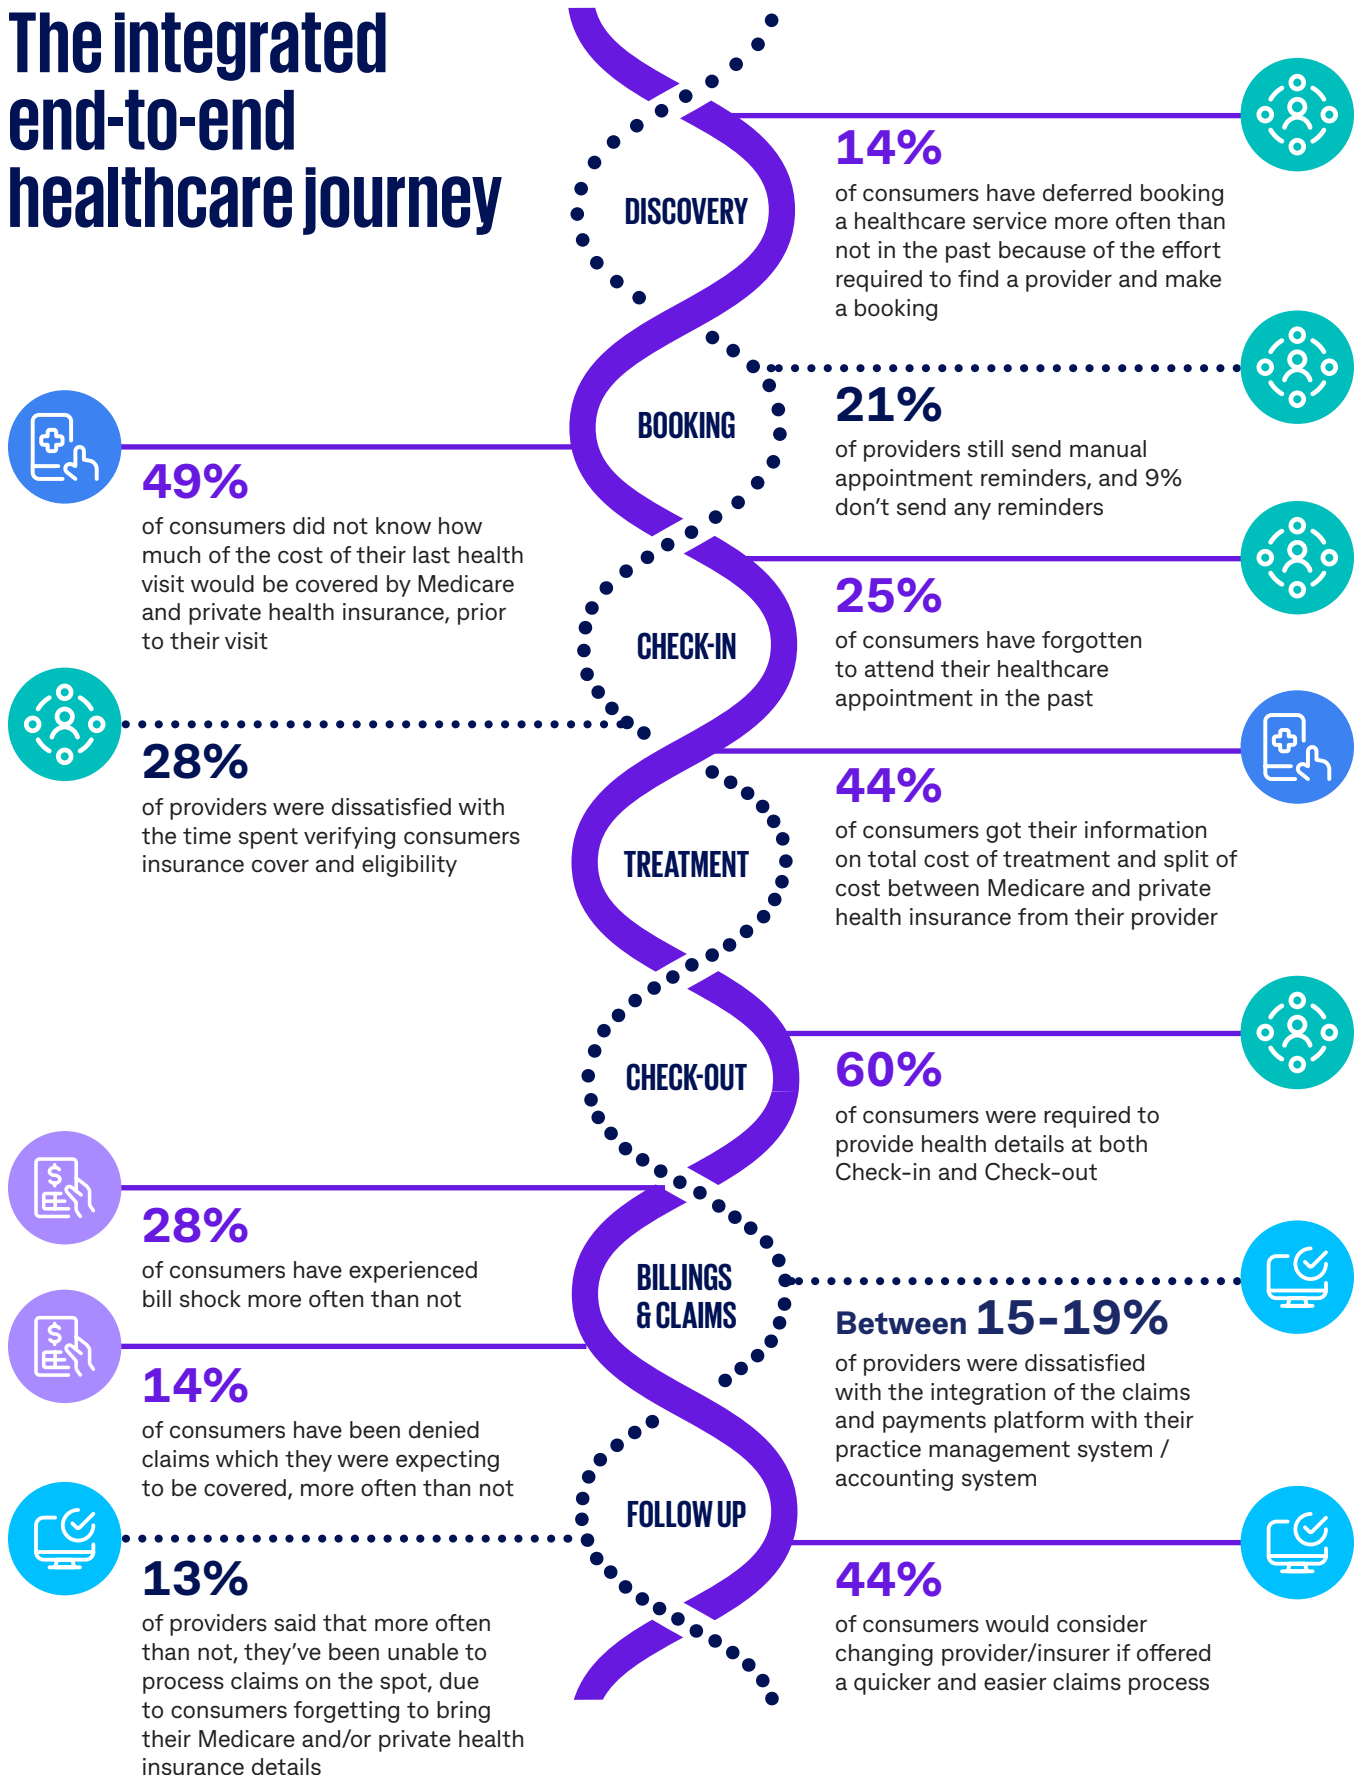 The integrated
end-to-end
healthcare journey
DISCOVERY
14%
of consumers have deferred booking
a healthcare service more often than
not in the past because of the effort
required to find a provider and make
a booking
BOOKING
21%
of providers still send manual
appointment reminders, and 9%
don't send any reminders
49%
of consumers did not know how
much of the cost of their last health
visit would be covered by Medicare
and private health insurance, prior
to their visit
CHECK-IN
25%
of consumers have forgotten
to attend their healthcare
appointment in the past
28%
of providers were dissatisfied with
the time spent verifying consumers
insurance cover and eligibility
TREATMENT
44%
of consumers got their information
on total cost of treatment and split of
cost between Medicare and private
health insurance from their provider
CHECK-OUT
60%
of consumers were required to
provide health details at both
Check-in and Check-out
$
28%
of consumers have experienced
bill shock more often than not
BILLINGS
& CLAIMS
Between 15-19%
of providers were dissatisfied
with the integration of the claims
and payments platform with their
practice management system /
accounting system
$
14%
of consumers have been denied
claims which they were expecting
to be covered, more often than not
FOLLOW UP
13%
of providers said that more often
than not, they've been unable to
process claims on the spot, due
to consumers forgetting to bring
their Medicare and/or private health
insurance details
44%
of consumers would consider
changing provider/insurer if offered
a quicker and easier claims process